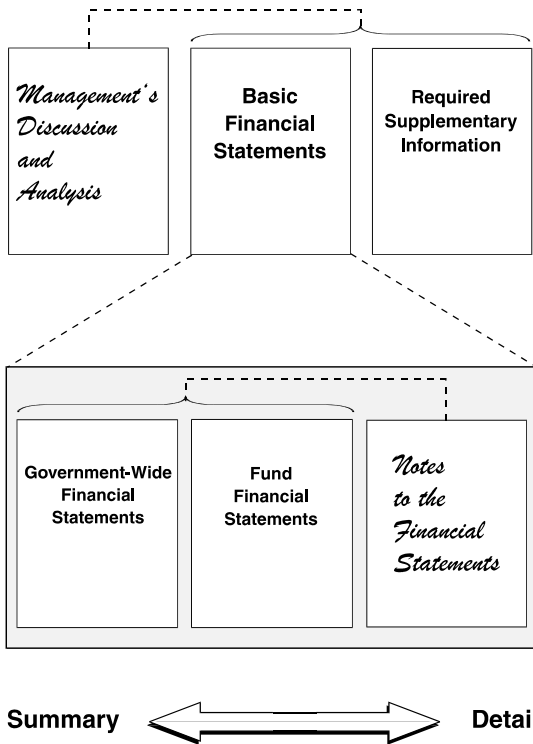 Management's
Discussion
and
Analysis
Basic
Financial
Statements
Required
Supplementary
Information
Government-Wide
Financial
Statements
Fund
Financial
Statements
Notes
to the
Financial
Statements
Summary
Detai